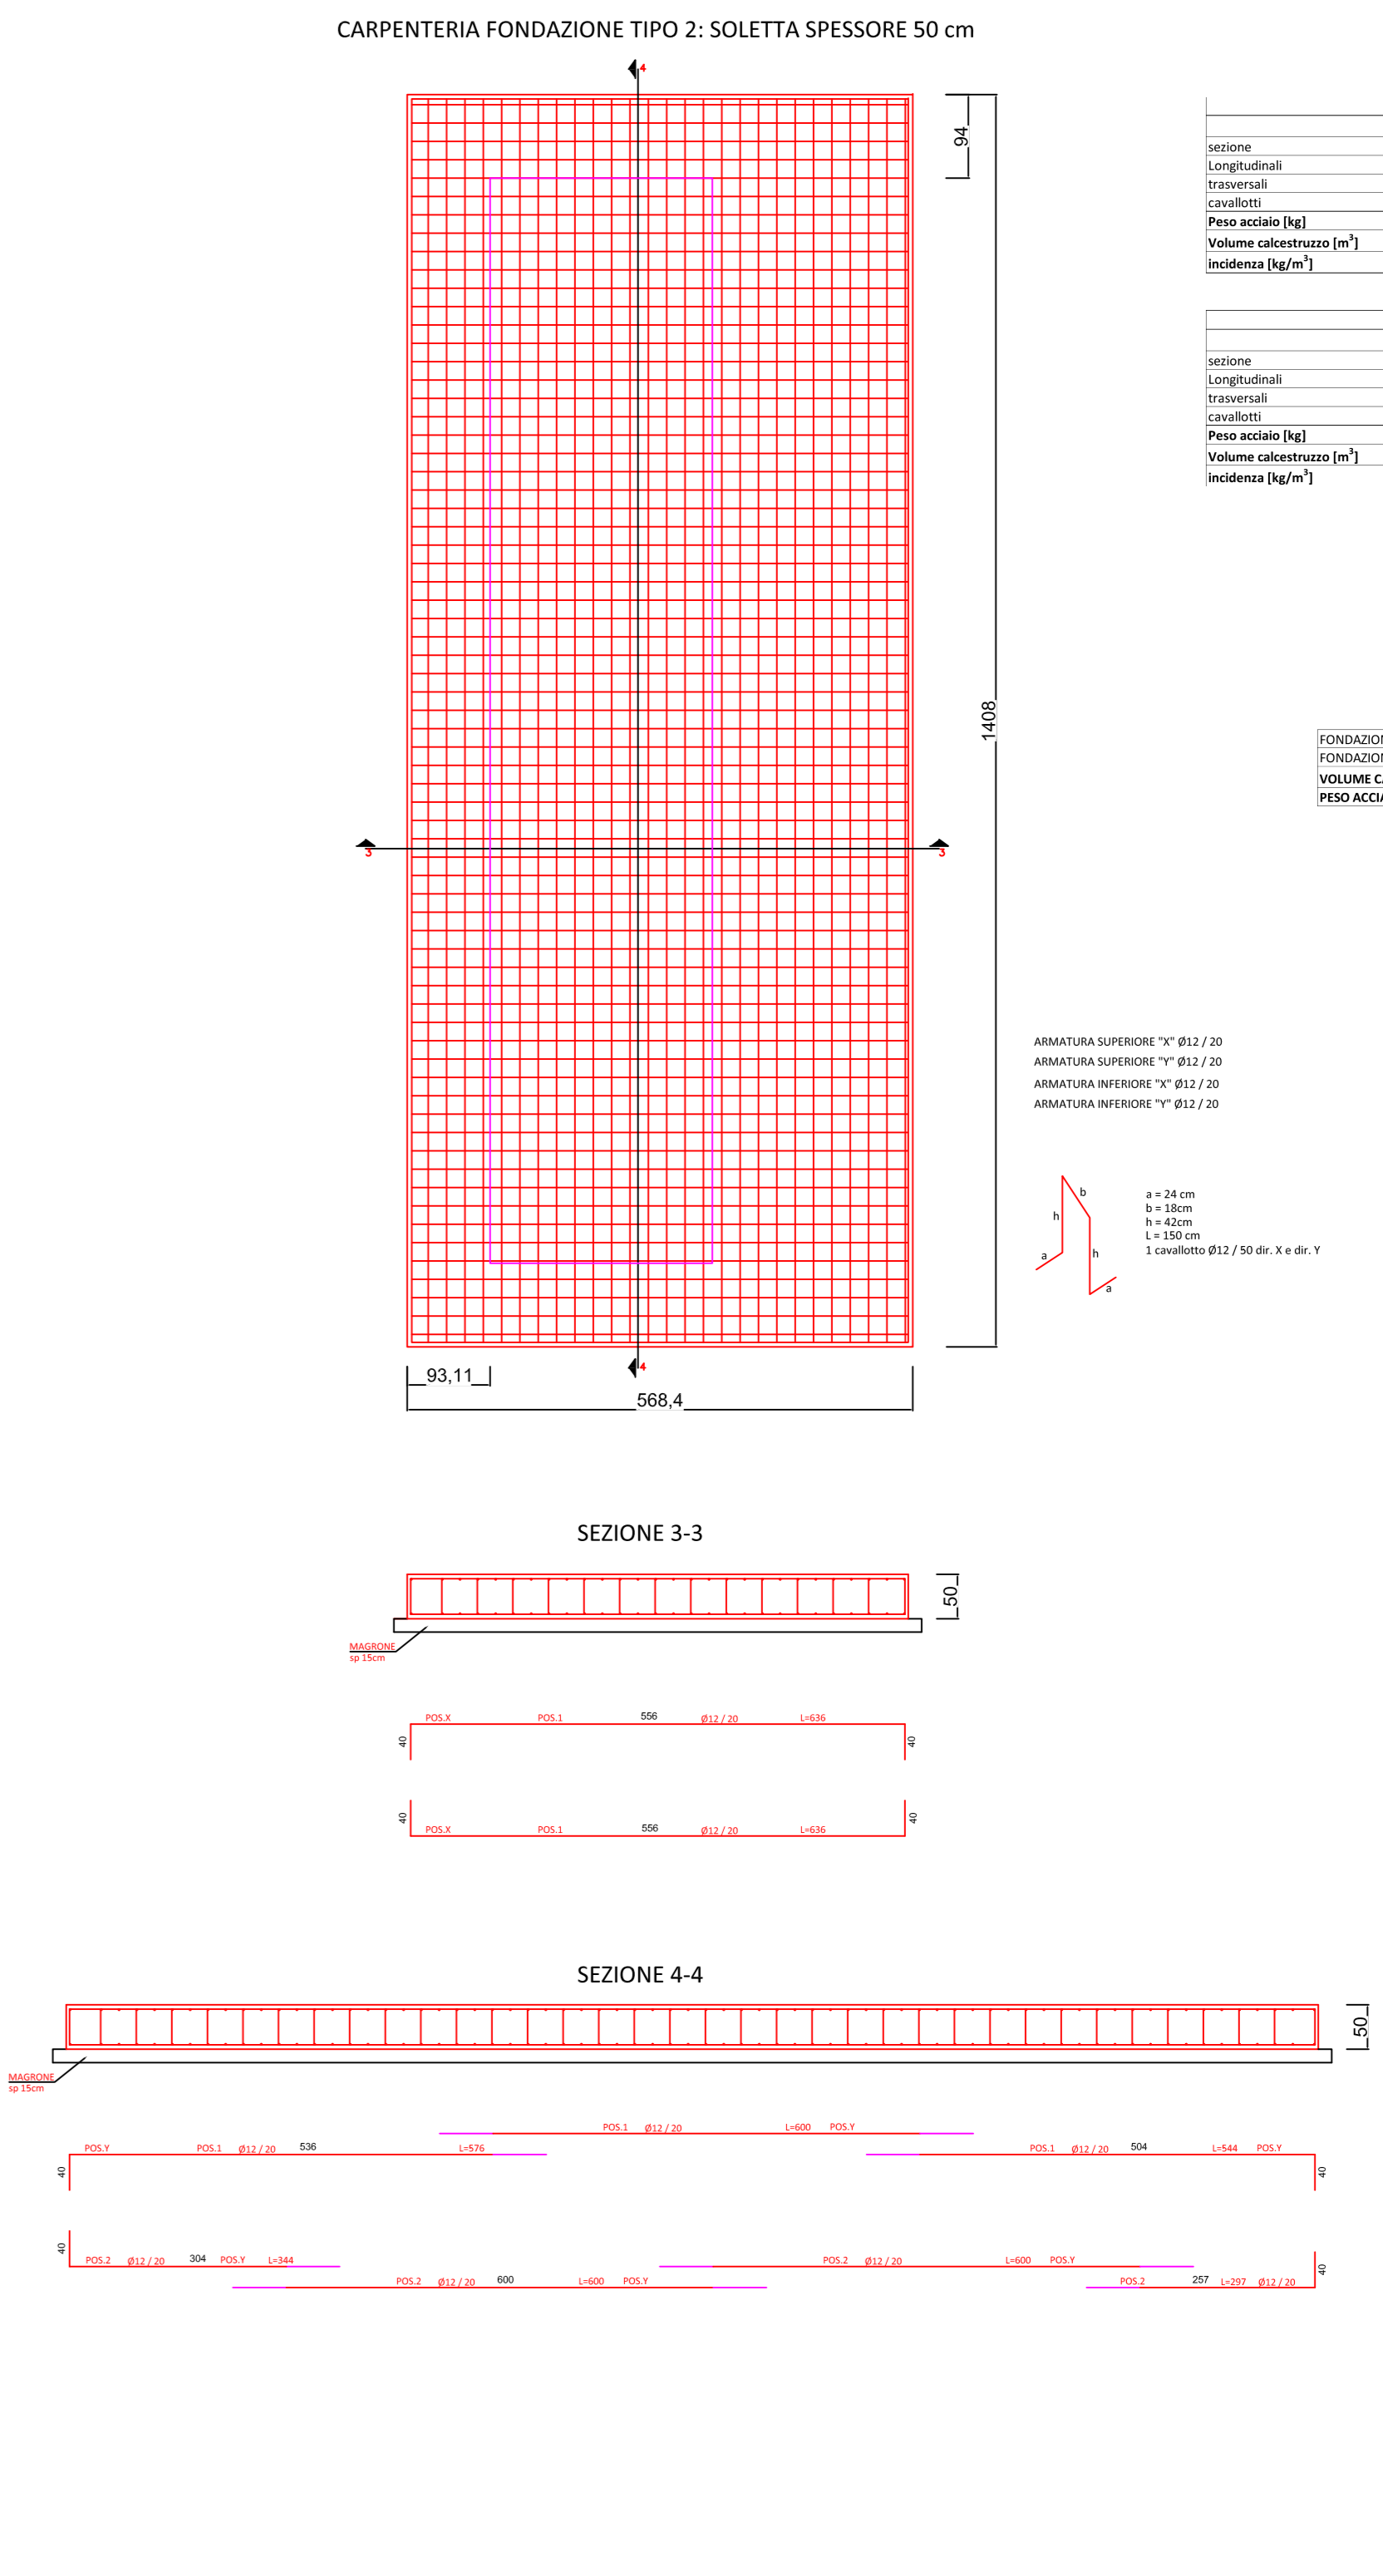 CARPENTERIA FONDAZIONE TIPO 2: SOLETTA SPESSORE 50 cm
4
94
sezione
Longitudinali
trasversali
cavallotti
Peso acciaio [kg]
Volume calcestruzzo [m³]
incidenza [kg/m³]
sezione
Longitudinali
trasversali
cavallotti
Peso acciaio [kg]
Volume calcestruzzo [m³]
incidenza [kg/m³]
1408
FONDAZION
FONDAZION
VOLUME CA
PESO ACCIA
3 3
ARMATURA SUPERIORE "X" Ø12 / 20
ARMATURA SUPERIORE "Y" Ø12 / 20
ARMATURA INFERIORE "X" Ø12 / 20
ARMATURA INFERIORE "Y" Ø12 / 20
b
h
a
h
a
a = 24 cm
b = 18cm
h = 42cm
L = 150 cm
1 cavallotto Ø12 / 50 dir. X e dir. Y
4
93,11
568,4
SEZIONE 3-3
50
MAGRONE
sp 15cm
POS.X POS.1 556 Ø12 / 20 L=636
40 40
40 40
POS.X POS.1 556 Ø12 / 20 L=636
SEZIONE 4-4
50
MAGRONE
sp 15cm
POS.1 Ø12 / 20 L=600 POS.Y
POS.Y POS.1 Ø12 / 20 536 L=576 POS.1 Ø12 / 20 504 L=544 POS.Y
40 40
40 40
POS.2 Ø12 / 20 304 POS.Y L=344 POS.2 Ø12 / 20 L=600 POS.Y
POS.2 Ø12 / 20 600 L=600 POS.Y POS.2 257 L=297 Ø12 / 20